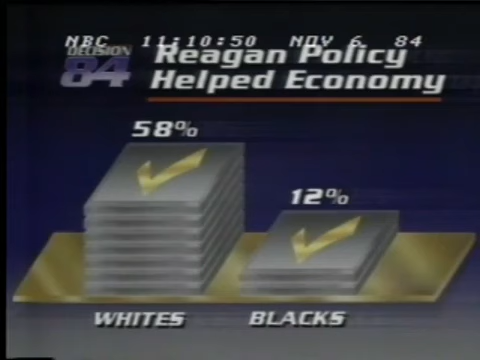 NBC 11:10:50 NOV 6 84
DECISION
84
Reagan Policy
Helped Economy
58%
12%
WHITES
BLACKS